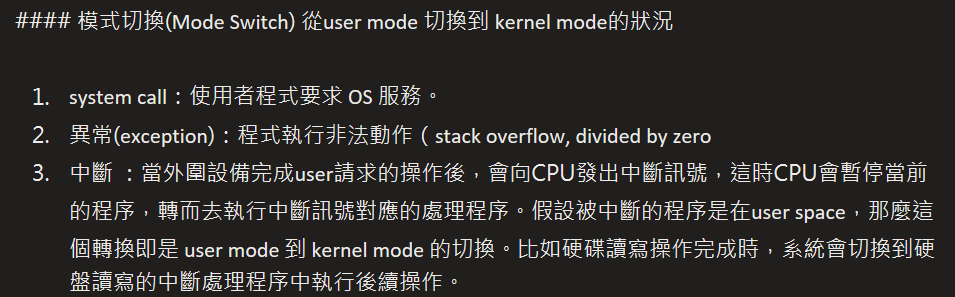 #### 模式切換(Mode Switch) 從user mode 切換到 kernel mode的狀況
1. system call：使用者程式要求 OS 服務。
2. 異常(exception)：程式執行非法動作（ stack overflow, divided by zero
3. 中斷 ：當外圍設備完成user請求的操作後，會向CPU發出中斷訊號，這時CPU會暫停當前
的程序，轉而去執行中斷訊號對應的處理程序。假設被中斷的程序是在user space，那麼這
個轉換即是 user mode 到 kernel mode 的切換。比如硬碟讀寫操作完成時，系統會切換到硬
盤讀寫的中斷處理程序中執行後續操作。